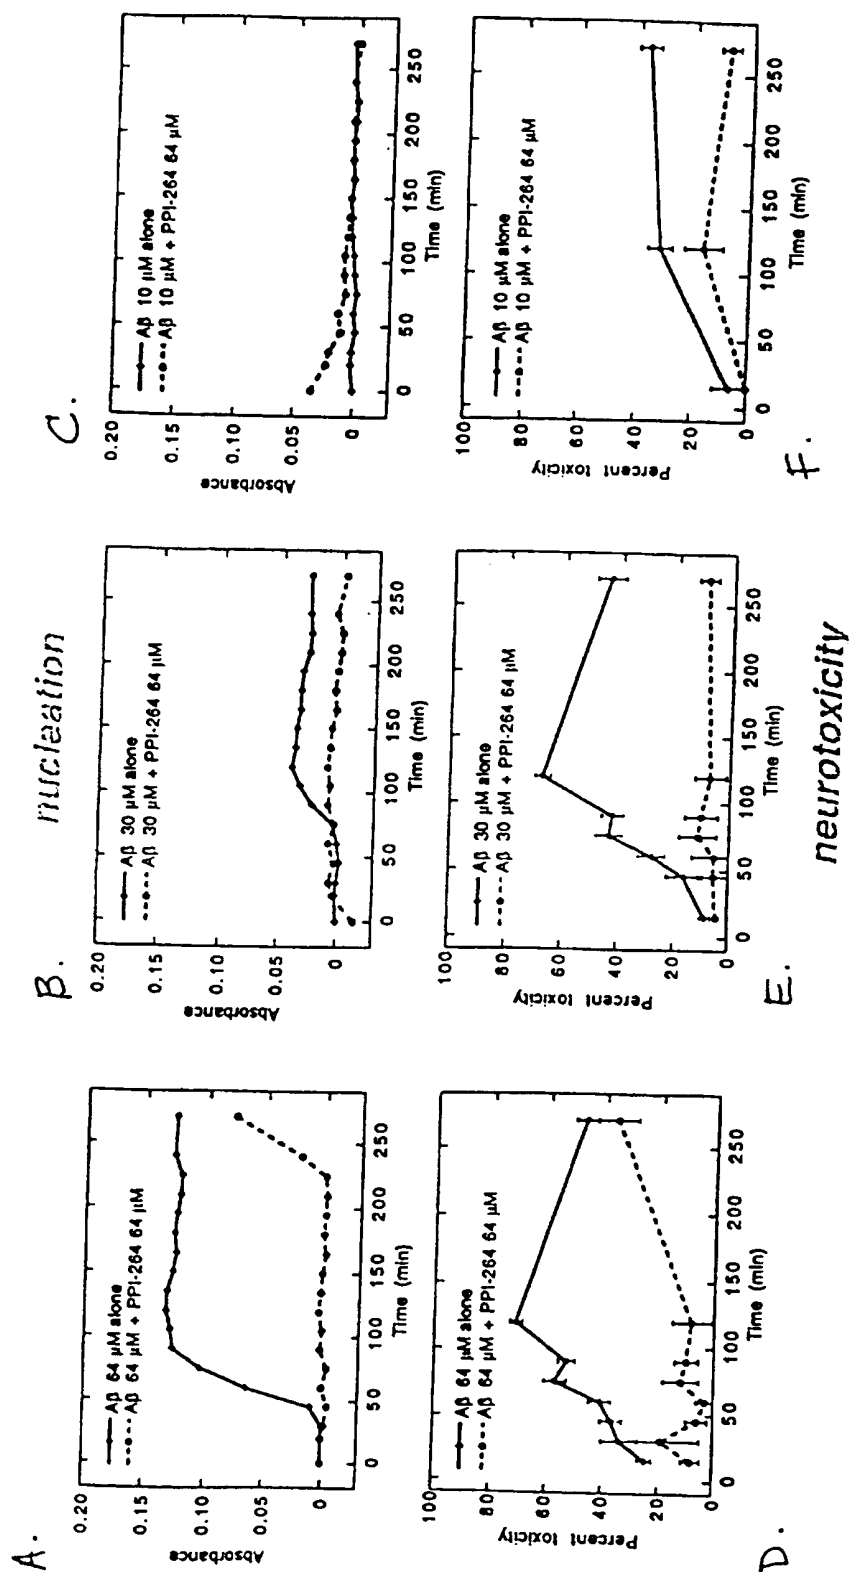 nucleation
A.
Absorbance
0.20
0.15
0.10
0.05
0
Aβ 64 μM alone
Aβ 64 μM + PPI-264 64 μM
0 50 100 150 200 250
Time (min)
B.
Absorbance
0.20
0.15
0.10
0.05
0
Aβ 30 μM alone
Aβ 30 μM + PPI-264 64 μM
0 50 100 150 200 250
Time (min)
C.
Absorbance
0.20
0.15
0.10
0.05
0
Aβ 10 μM alone
Aβ 10 μM + PPI-264 64 μM
0 50 100 150 200 250
Time (min)
D.
Percent toxicity
100
80
60
40
20
0
Aβ 64 μM alone
Aβ 64 μM + PPI-264 64 μM
0 50 100 150 200 250
Time (min)
E.
Percent toxicity
100
80
60
40
20
0
Aβ 30 μM alone
Aβ 30 μM + PPI-264 64 μM
0 50 100 150 200 250
Time (min)
F.
Percent toxicity
100
80
60
40
20
0
Aβ 10 μM alone
Aβ 10 μM + PPI-264 64 μM
0 50 100 150 200 250
Time (min)
neurotoxicity